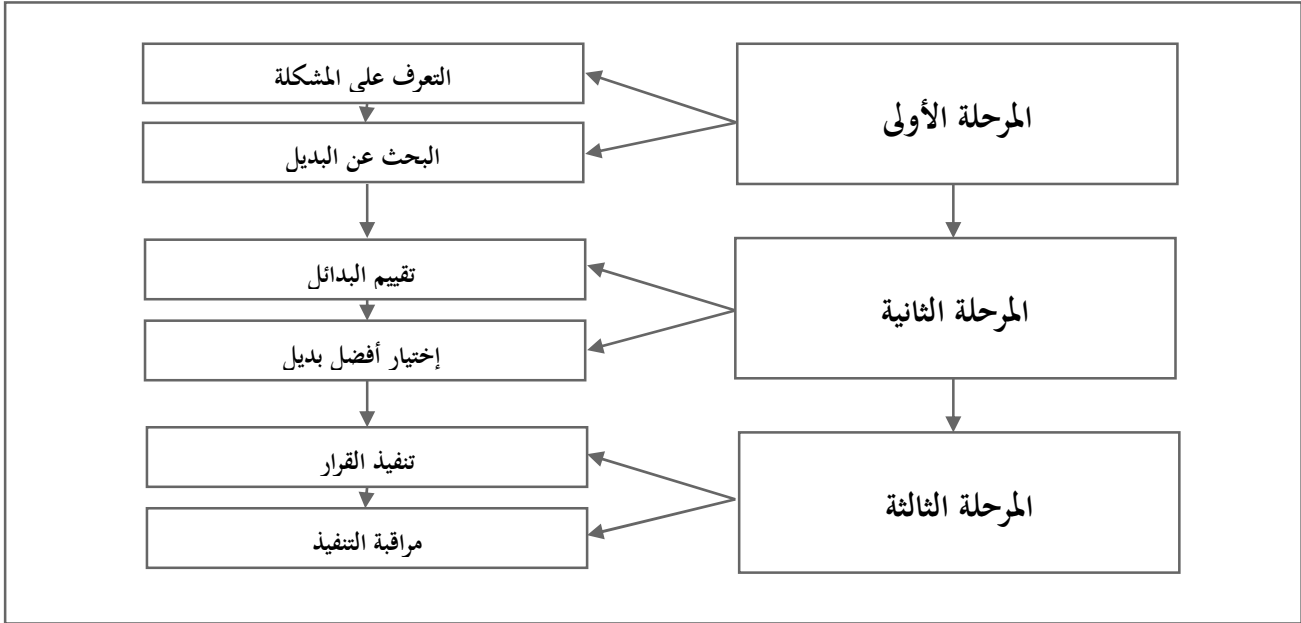 المرحلة الأولى
التعرف على المشكلة
البحث عن البديل
المرحلة الثانية
تقييم البدائل
إختيار أفضل بديل
المرحلة الثالثة
تنفيذ القرار
مراقبة التنفيذ